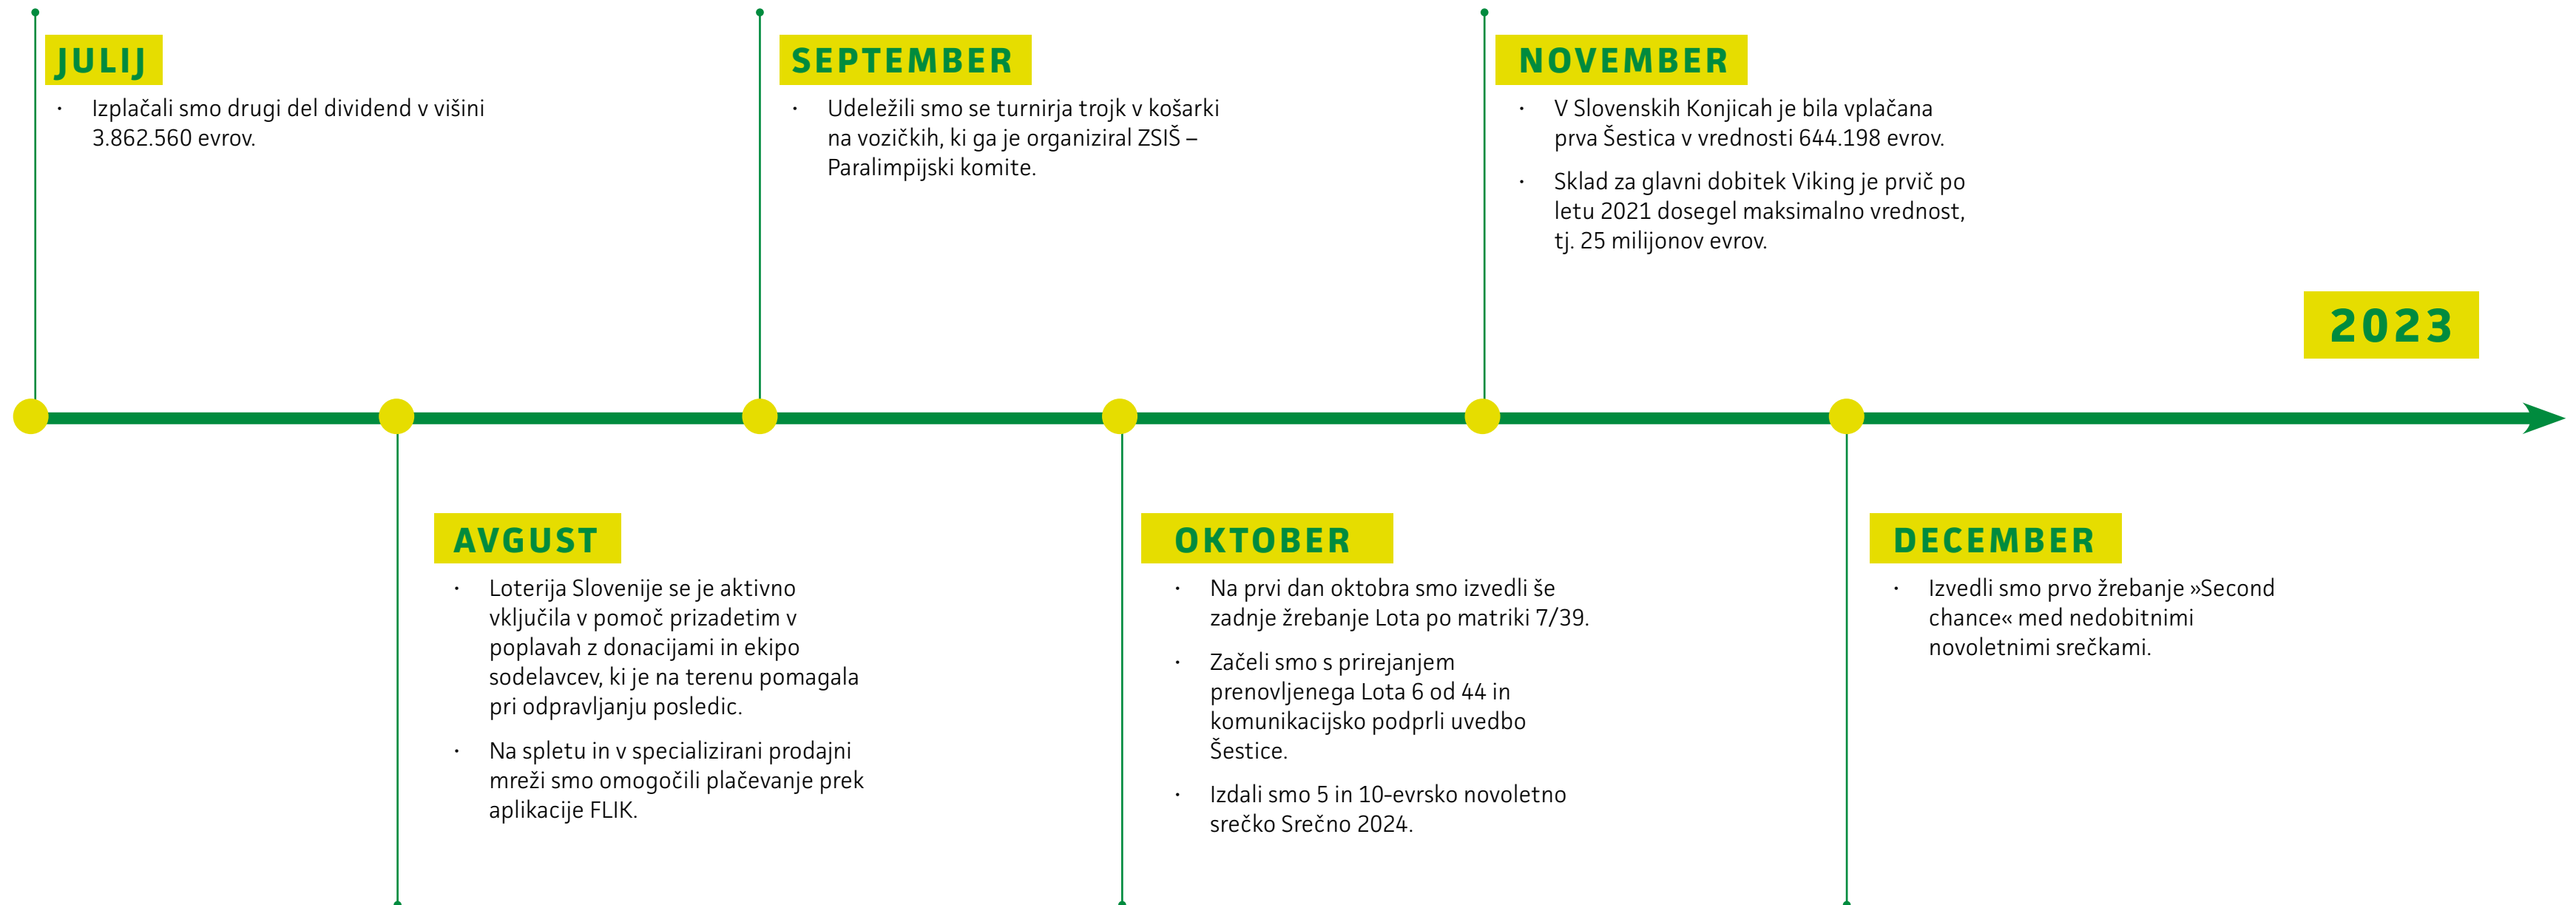 JULIJ
· Izplačali smo drugi del dividend v višini
3.862.560 evrov.
SEPTEMBER
· Udeležili smo se turnirja trojk v košarki
na vozičkih, ki ga je organiziral ZSIŠ –
Paralimpijski komite.
NOVEMBER
· V Slovenskih Konjicah je bila vplačana
prva Šestica v vrednosti 644.198 evrov.
· Sklad za glavni dobitek Viking je prvič po
letu 2021 dosegel maksimalno vrednost,
tj. 25 milijonov evrov.
2023
AVGUST
· Loterija Slovenije se je aktivno
vključila v pomoč prizadetim v
poplavah z donacijami in ekipo
sodelavcev, ki je na terenu pomagala
pri odpravljanju posledic.
· Na spletu in v specializirani prodajni
mreži smo omogočili plačevanje prek
aplikacije FLIK.
OKTOBER
· Na prvi dan oktobra smo izvedli še
zadnje žrebanje Lota po matriki 7/39.
· Začeli smo s prirejanjem
prenovljenega Lota 6 od 44 in
komunikacijsko podprli uvedbo
Šestice.
· Izdali smo 5 in 10-evrsko novoletno
srečko Srečno 2024.
DECEMBER
· Izvedli smo prvo žrebanje »Second
chance« med nedobitnimi
novoletnimi srečkami.